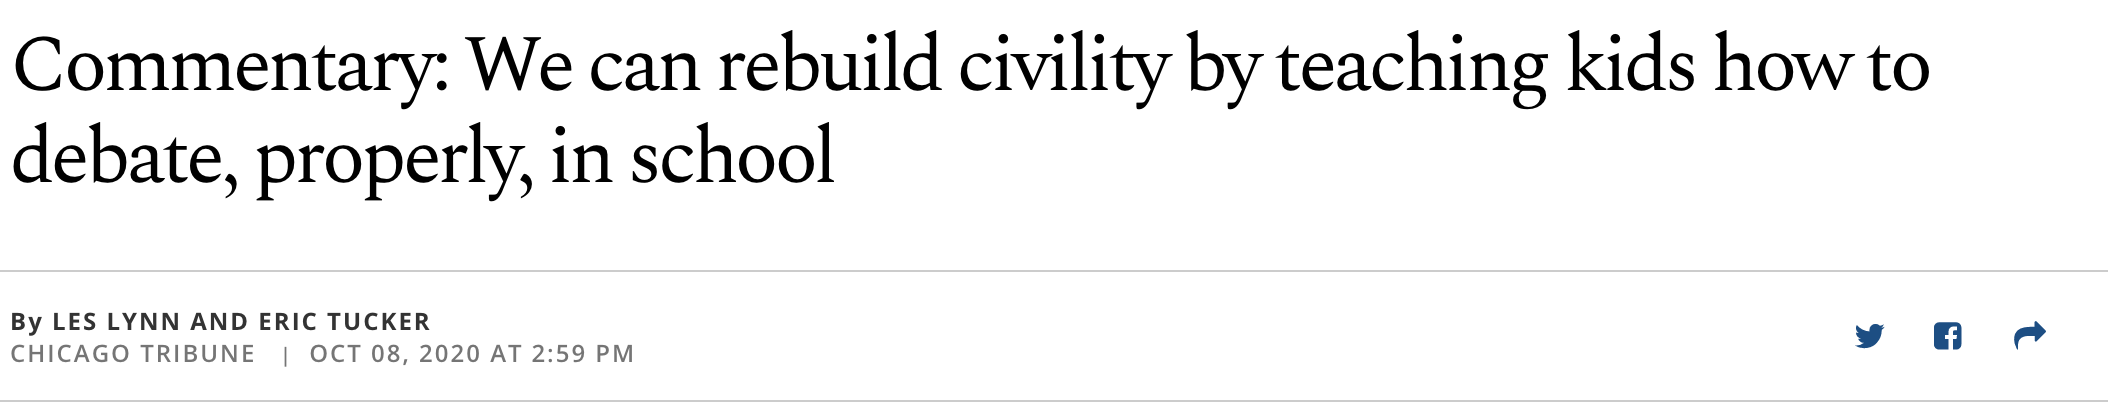 Commentary: We can rebuild civility by teaching kids how to
debate, properly, in school
By LES LYNN AND ERIC TUCKER
CHICAGO TRIBUNE | OCT 08, 2020 AT 2:59 PM